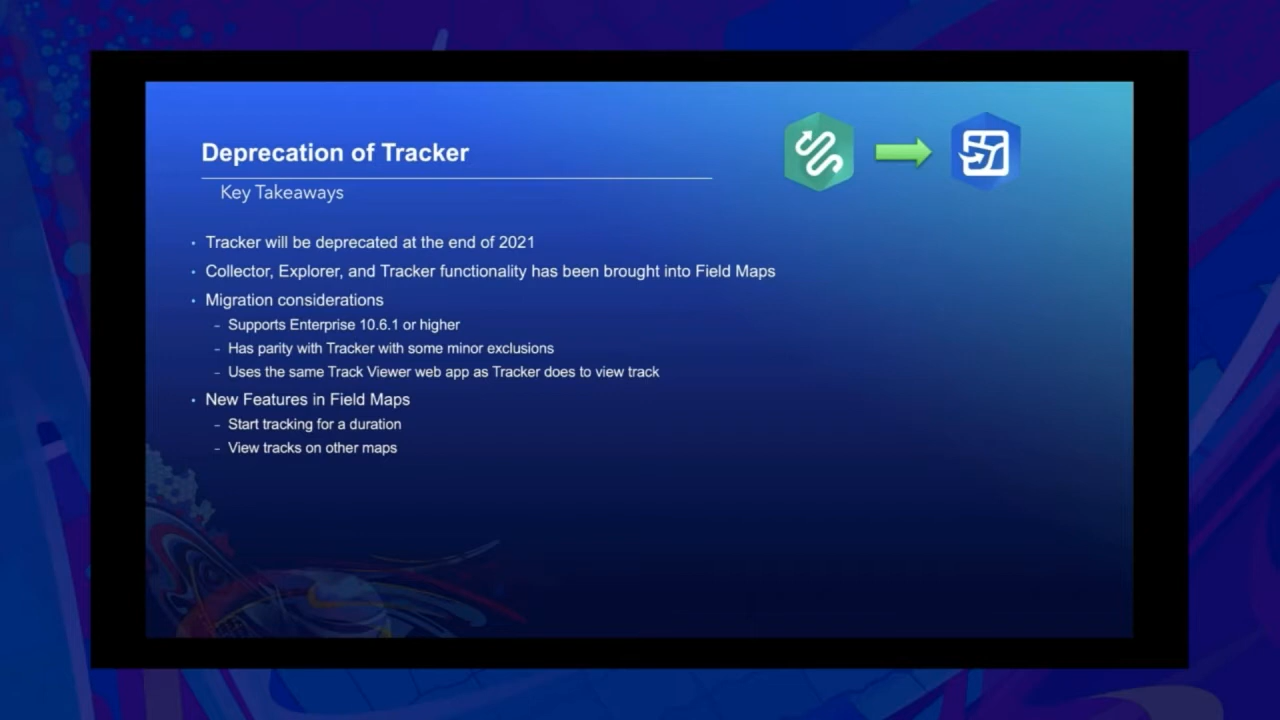 Deprecation of Tracker
Key Takeaways
• Tracker will be deprecated at the end of 2021
• Collector, Explorer, and Tracker functionality has been brought into Field Maps
• Migration considerations
– Supports Enterprise 10.6.1 or higher
– Has parity with Tracker with some minor exclusions
– Uses the same Track Viewer web app as Tracker does to view track
• New Features in Field Maps
– Start tracking for a duration
– View tracks on other maps